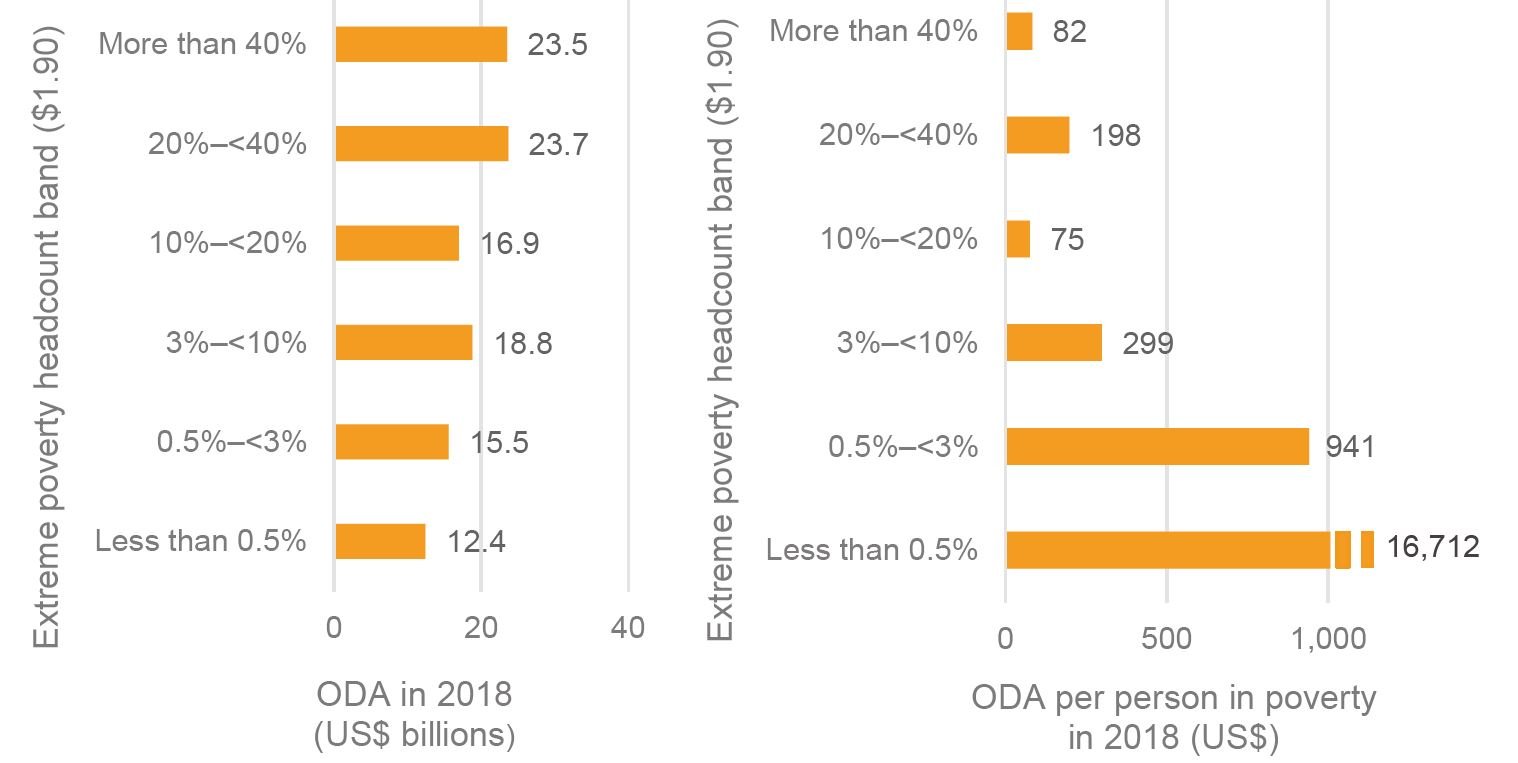 Extreme poverty headcount band ($1.90)
More than 40% 23.5
20%–<40% 23.7
10%–<20% 16.9
3%–<10% 18.8
0.5%–<3% 15.5
Less than 0.5% 12.4
0 20 40
ODA in 2018
(US$ billions)
Extreme poverty headcount band ($1.90)
More than 40% 82
20%–<40% 198
10%–<20% 75
3%–<10% 299
0.5%–<3% 941
Less than 0.5% 16,712
0 500 1,000
ODA per person in poverty
in 2018 (US$)